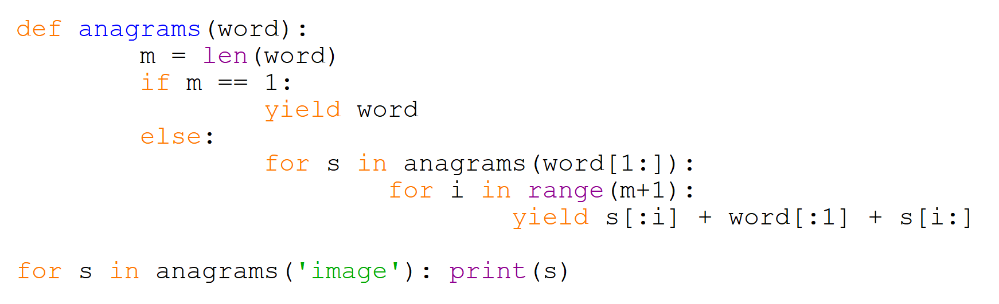 def anagrams(word):
        m = len(word)
        if m == 1:
                yield word
        else:
                for s in anagrams(word[1:]):
                        for i in range(m+1):
                                yield s[:i] + word[:1] + s[i:]

for s in anagrams('image'): print(s)